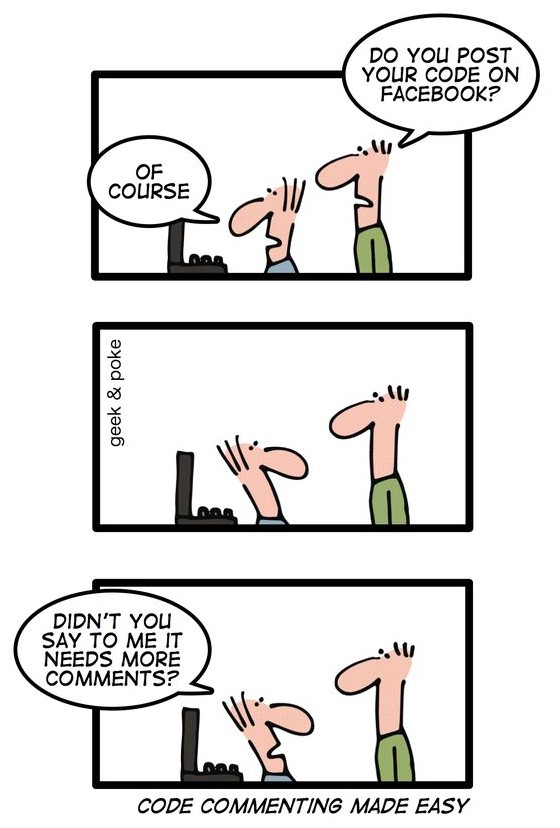 DO YOU POST
YOUR CODE ON
FACEBOOK?
OF
COURSE
geek & poke
DIDN'T YOU
SAY TO ME IT
NEEDS MORE
COMMENTS?
CODE COMMENTING MADE EASY